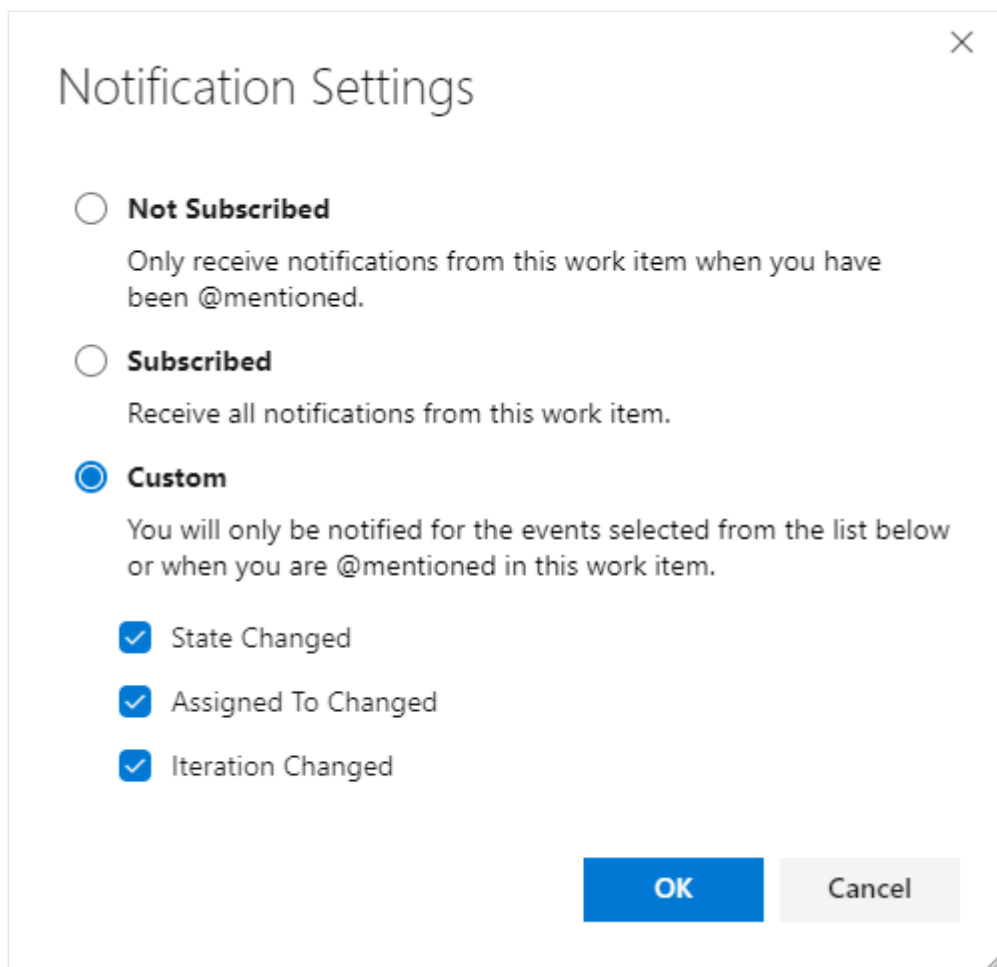 Notification Settings
Not Subscribed
Only receive notifications from this work item when you have
been @mentioned.
Subscribed
Receive all notifications from this work item.
Custom
You will only be notified for the events selected from the list below
or when you are @mentioned in this work item.
State Changed
Assigned To Changed
Iteration Changed
OK
Cancel